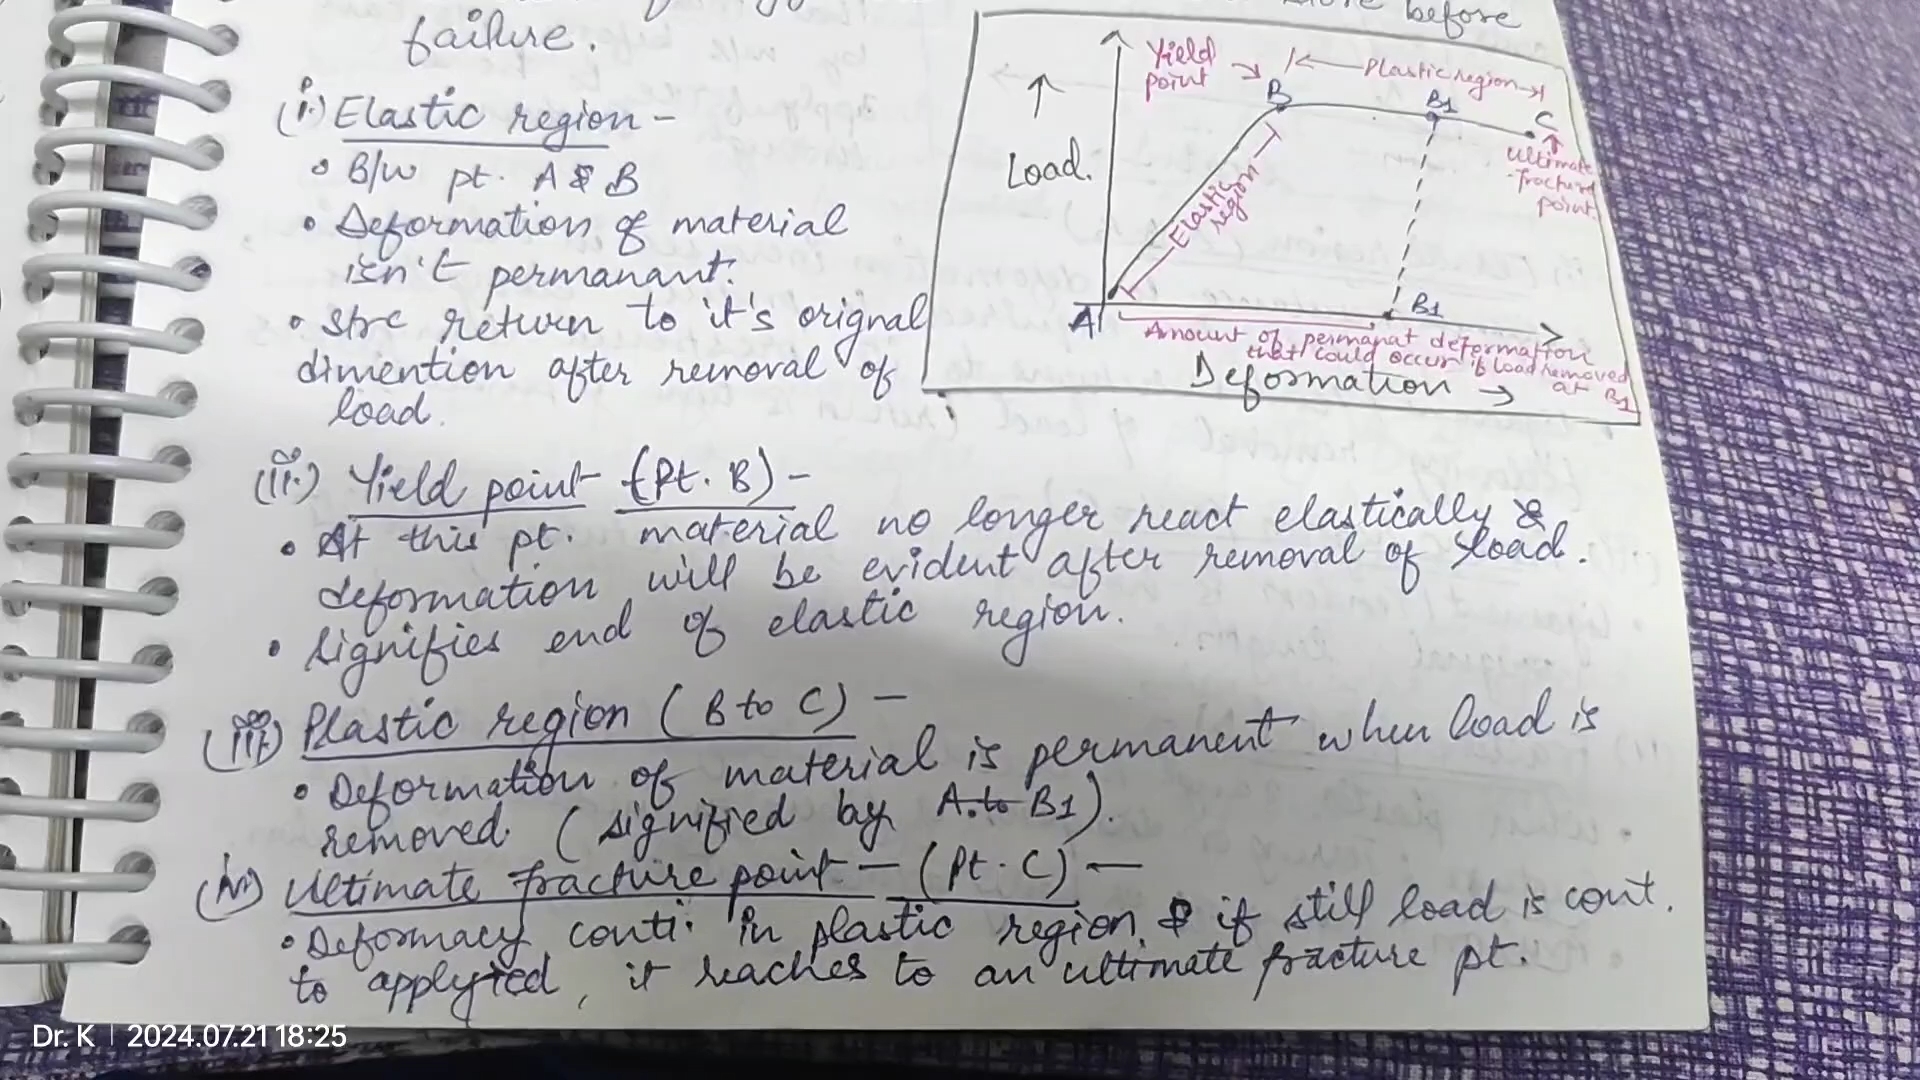 before
failure.
(i.) Elastic region -
• B/w pt. A & B
• Deformation of material
isn't permanant.
• strc return to it's orignal
dimention after removal of
load.
Yield
point
Plastic region
B
B1
C
Ultimate
fracture
point
Load.
Elastic
region
A
B1
Amount of permanat deformation
that could occur if load removed
at B1
Deformation
(ii.) Yield point (Pt. B) -
• At this pt. material no longer react elastically &
deformation will be evident after removal of load.
• Signifies end of elastic region.
(iii) Plastic region (B to C) -
• Deformation of material is permanent when load is
removed (signified by A to B1).
(iv) Ultimate fracture point - (Pt. C) -
• Deformacy conti. in plastic region & if still load is cont.
to applyied, it reaches to an ultimate fracture pt.
Dr. K | 2024.07.21 18:25